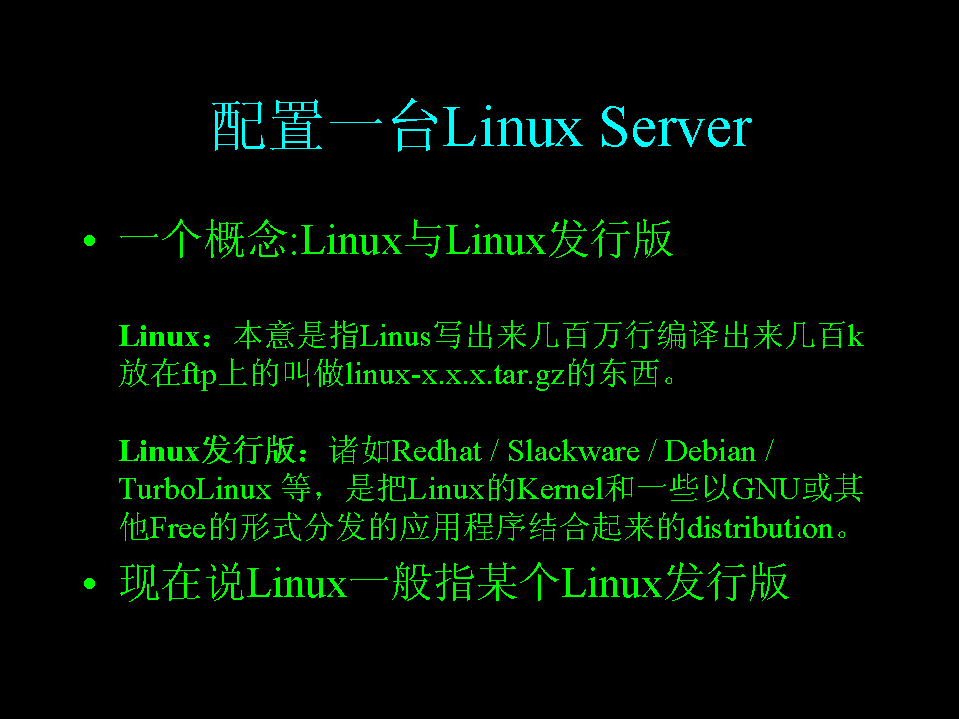 配置一台Linux Server
• 一个概念:Linux与Linux发行版
Linux：本意是指Linus写出来几百万行编译出来几百k
放在ftp上的叫做linux-x.x.x.tar.gz的东西。
Linux发行版：诸如Redhat / Slackware / Debian /
TurboLinux 等，是把Linux的Kernel和一些以GNU或其
他Free的形式分发的应用程序结合起来的distribution。
• 现在说Linux一般指某个Linux发行版